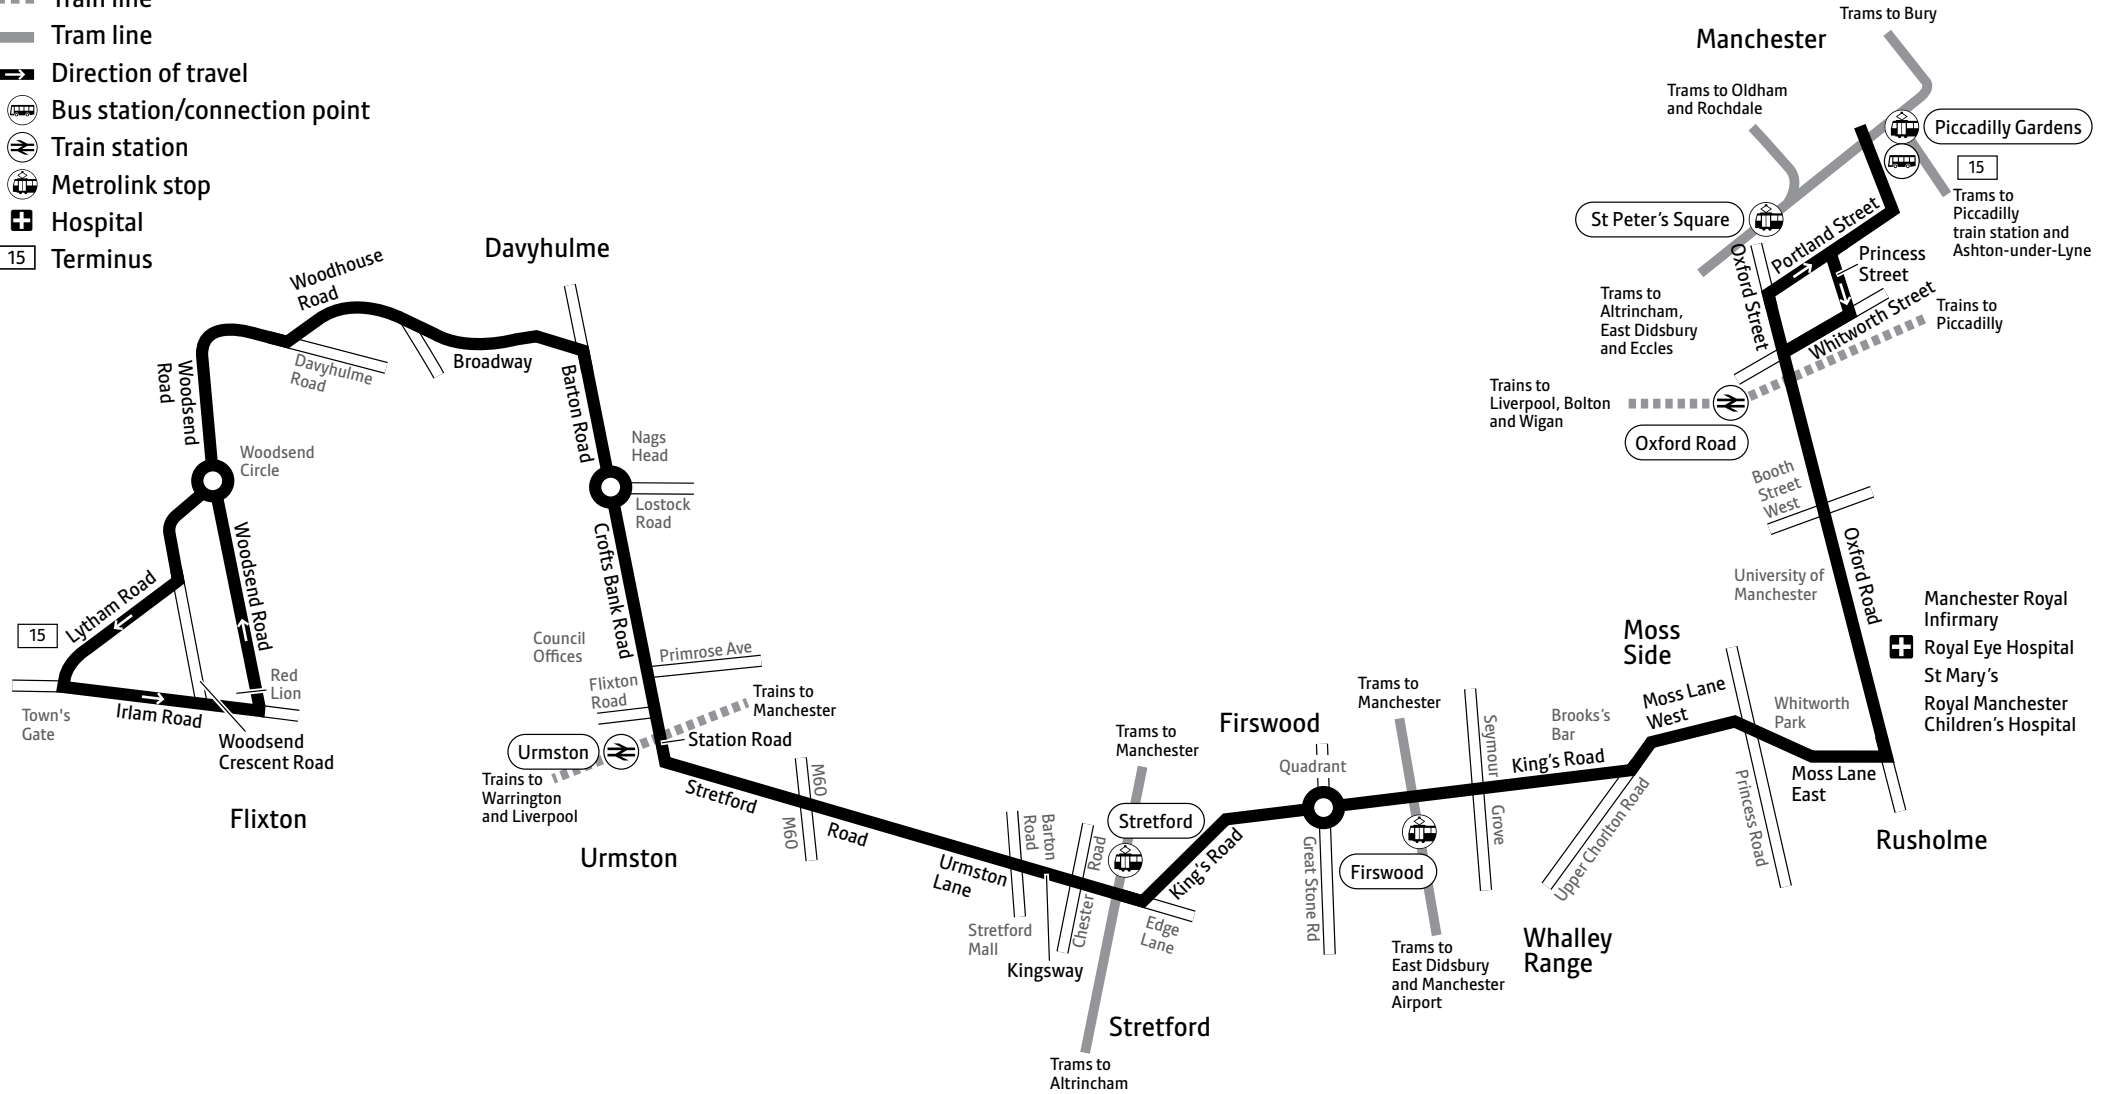 Train line
Tram line
Direction of travel
Bus station/connection point
Train station
Metrolink stop
Hospital
15
Terminus
Davyhulme
Woodhouse
Road
Davyhulme
Road
Broadway
Woodsend
Road
Woodsend
Circle
Woodsend Road
Lytham Road
15
Irlam Road
Town's
Gate
Red
Lion
Woodsend
Crescent Road
Flixton
Barton Road
Nags
Head
Lostock
Road
Crofts Bank Road
Council
Offices
Primrose Ave
Flixton
Road
Trains to
Manchester
Station Road
Urmston
Trains to
Warrington
and Liverpool
Urmston
Stretford
Road
M60
M60
Urmston
Lane
Barton
Road
Stretford
Mall
Kingsway
Chester
Road
Trams to
Manchester
Stretford
King's Road
Edge
Lane
Stretford
Trams to
Altrincham
Firswood
Quadrant
Great Stone Rd
Trams to
Manchester
Firswood
Trams to
East Didsbury
and Manchester
Airport
Seymour
Grove
King's Road
Brooks's
Bar
Upper Chorlton Road
Whalley
Range
Moss
Side
Moss Lane
West
Princess Road
Whitworth
Park
Moss Lane
East
Rusholme
Manchester
Trams to Bury
Trams to Oldham
and Rochdale
Piccadilly Gardens
15
Trams to
Piccadilly
train station and
Ashton-under-Lyne
St Peter's Square
Portland Street
Princess
Street
Oxford Street
Whitworth Street
Trams to
Altrincham,
East Didsbury
and Eccles
Trains to
Piccadilly
Trains to
Liverpool, Bolton
and Wigan
Oxford Road
Booth
Street
West
Oxford Road
University of
Manchester
Manchester Royal
Infirmary
Royal Eye Hospital
St Mary's
Royal Manchester
Children's Hospital